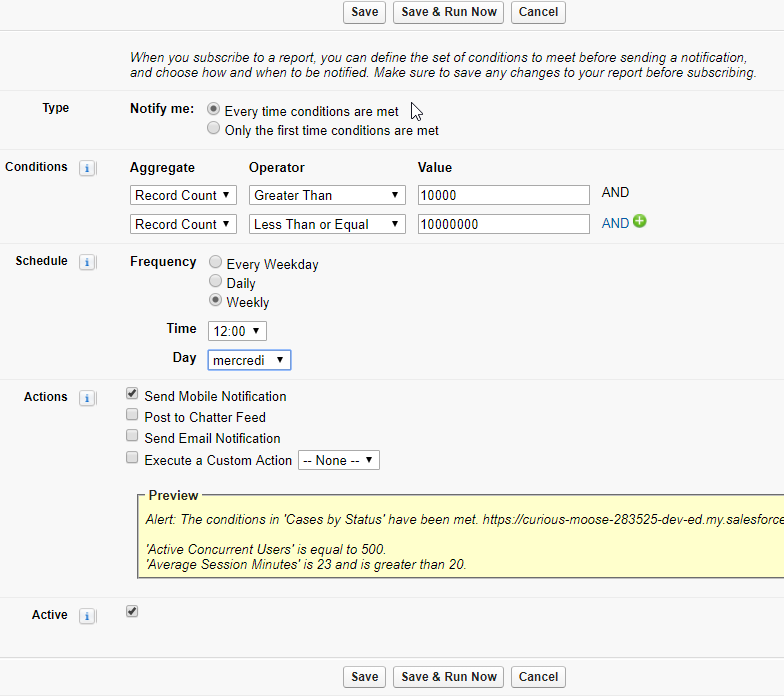 Save Save & Run Now Cancel
When you subscribe to a report, you can define the set of conditions to meet before sending a notification,
and choose how and when to be notified. Make sure to save any changes to your report before subscribing.
Type Notify me: Every time conditions are met
Only the first time conditions are met
Conditions i Aggregate Operator Value
Record Count Greater Than 10000 AND
Record Count Less Than or Equal 10000000 AND
Schedule i Frequency Every Weekday
Daily
Weekly
Time 12:00
Day mercredi
Actions i Send Mobile Notification
Post to Chatter Feed
Send Email Notification
Execute a Custom Action -- None --
Preview
Alert: The conditions in 'Cases by Status' have been met. https://curious-moose-283525-dev-ed.my.salesforce
'Active Concurrent Users' is equal to 500.
'Average Session Minutes' is 23 and is greater than 20.
Active i
Save Save & Run Now Cancel